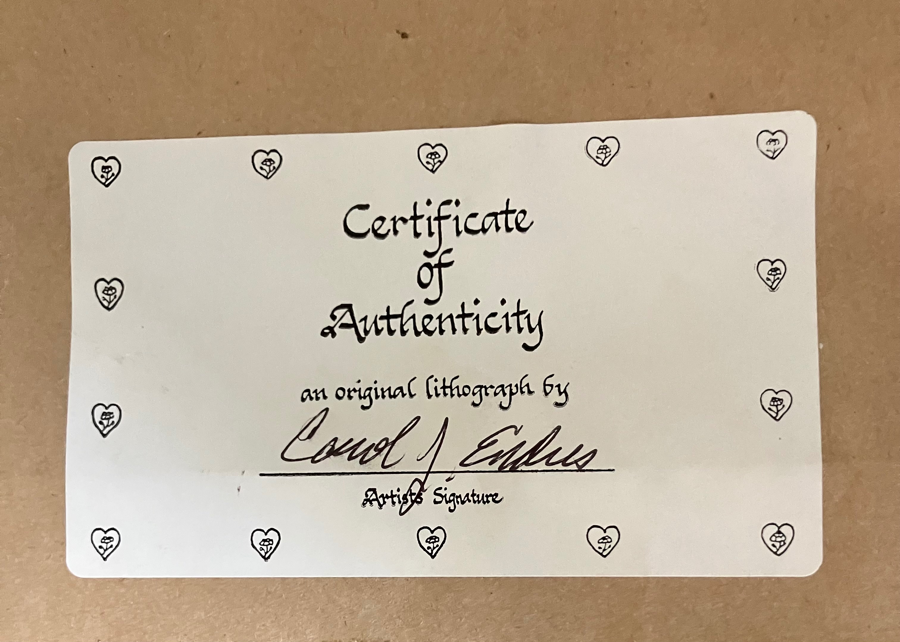 Certificate
of
Authenticity
an original lithograph by
Carol J Endres
Artists Signature